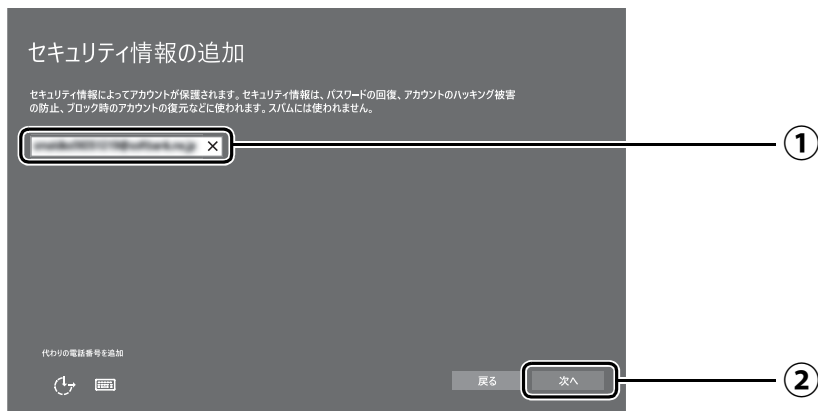 セキュリティ情報の追加
セキュリティ情報によってアカウントが保護されます。セキュリティ情報は、パスワードの回復、アカウントのハッキング被害
の防止、ブロック時のアカウントの復元などに使われます。スパムには使われません。
①
代わりの電話番号を追加
戻る 次へ ②